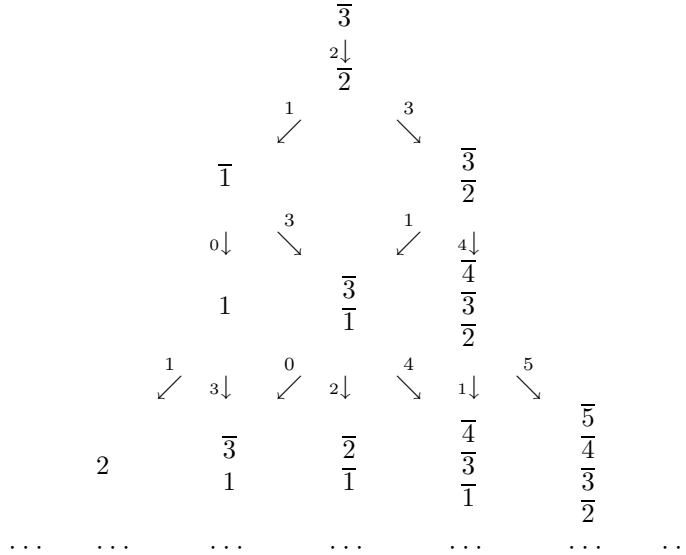 3̅
2↓
2̅
1 3
↙ ↘
1̅ 3̅
2̅
3 1
0↓ ↘ ↙ 4↓
1 3̅ 4̅
1̅ 3̅
2̅
1 0 4 5
↙ 3↓ ↙ 2↓ ↘ 1↓ ↘
2 3̅ 2̅ 4̅ 5̅
1 1̅ 3̅ 4̅
1̅ 3̅
2̅
... ... ... ... ... ... ..